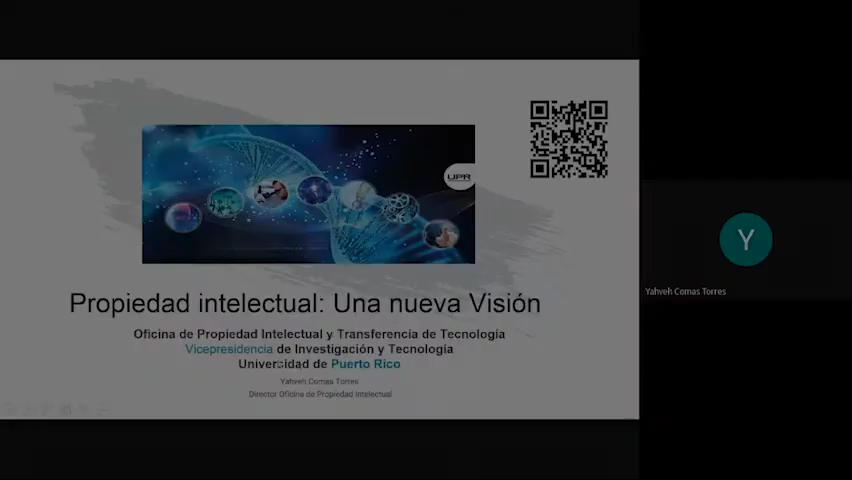 UPR
Propiedad intelectual: Una nueva Visión
Oficina de Propiedad Intelectual y Transferencia de Tecnología
Vicepresidencia de Investigación y Tecnología
Universidad de Puerto Rico
Yahveh Comas Torres
Director Oficina de Propiedad Intelectual
Y
Yahveh Comas Torres